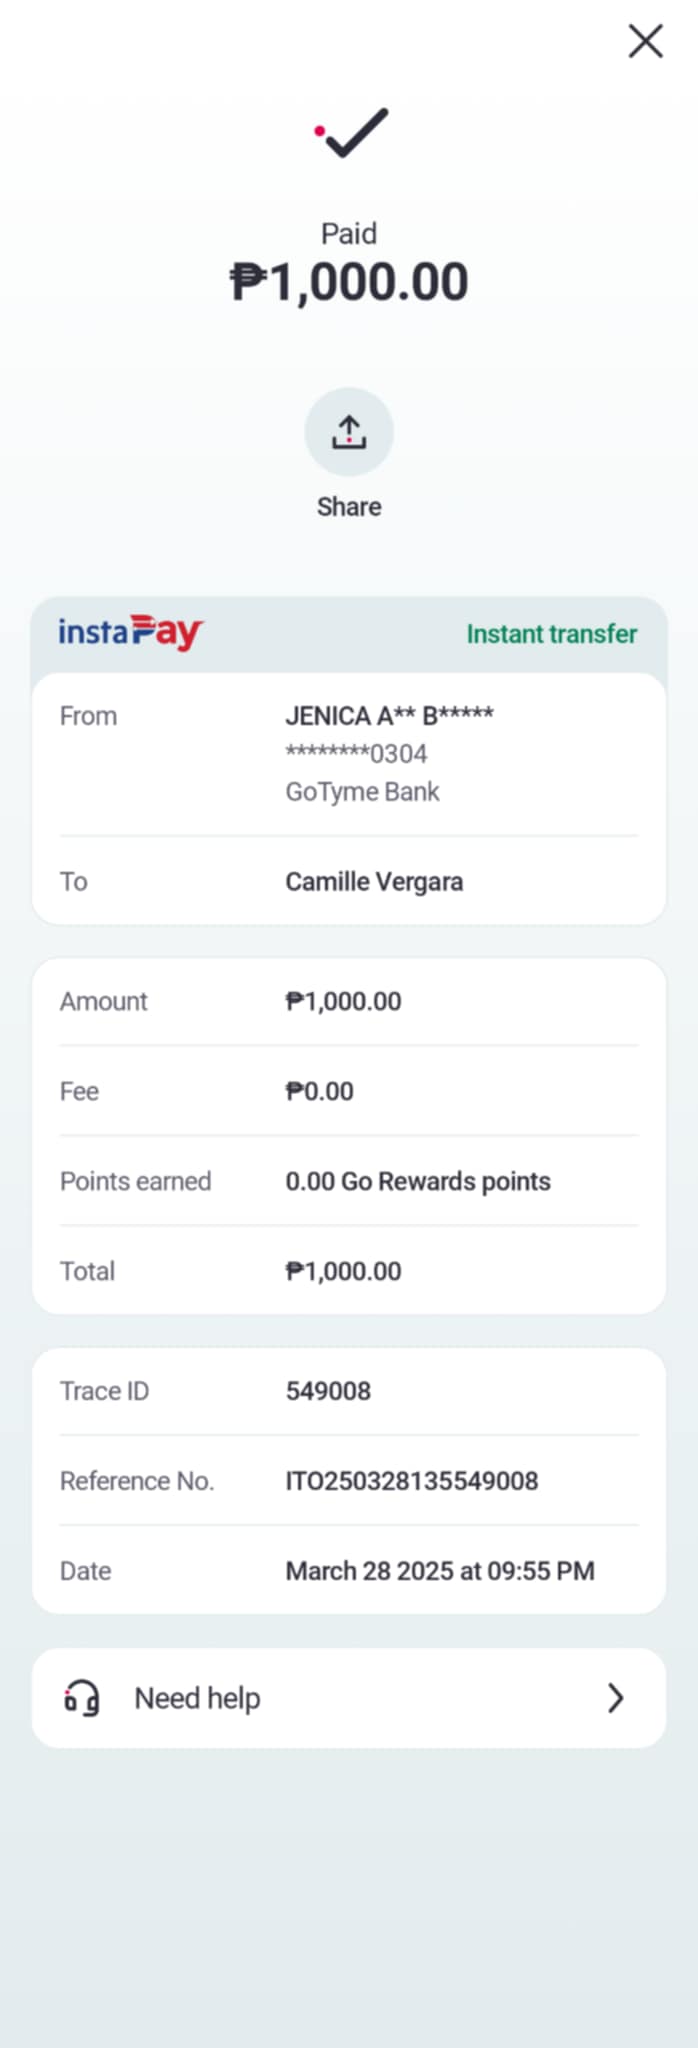 Paid
₱1,000.00
Share
instaPay
Instant transfer
From
JENICA A** B*****
********0304
GoTyme Bank
To
Camille Vergara
Amount
₱1,000.00
Fee
₱0.00
Points earned
0.00 Go Rewards points
Total
₱1,000.00
Trace ID
549008
Reference No.
ITO250328135549008
Date
March 28 2025 at 09:55 PM
Need help